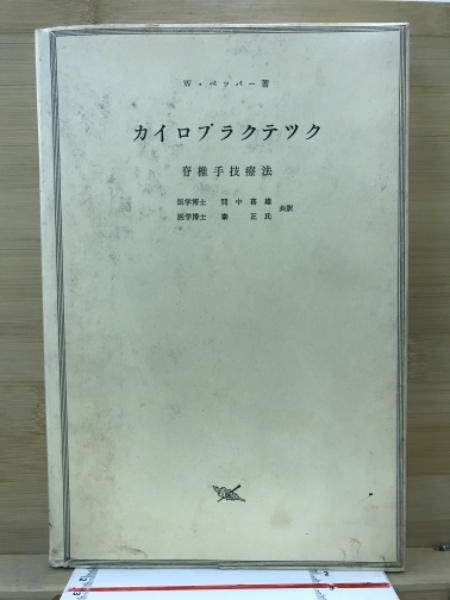 W・ペッパー著
カイロプラクテツク
脊椎手技療法
医学博士 間中喜雄
医学博士 秦正氏 共訳